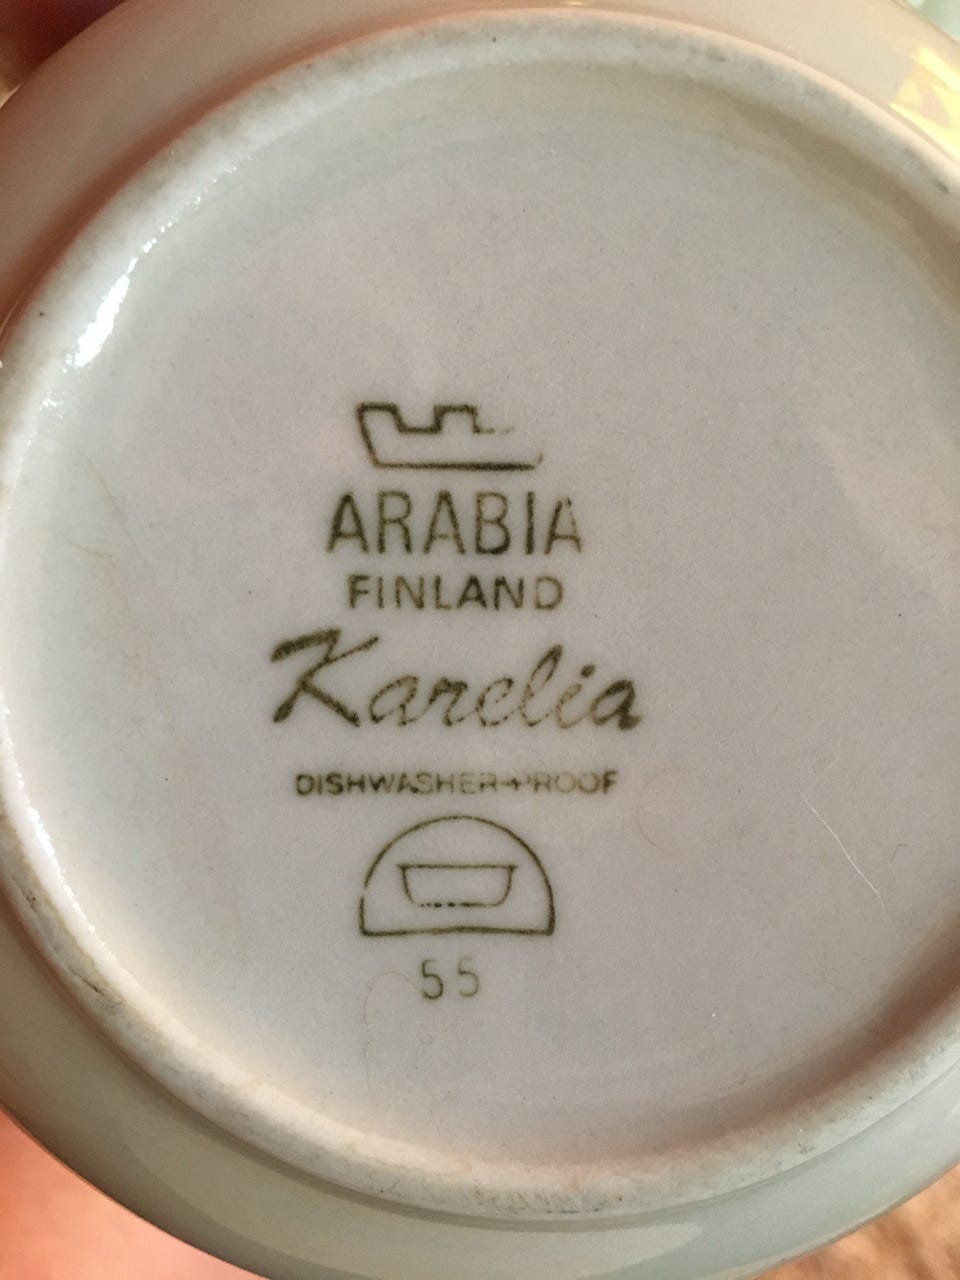 ARABIA
FINLAND
Karelia
DISHWASHER-PROOF
55